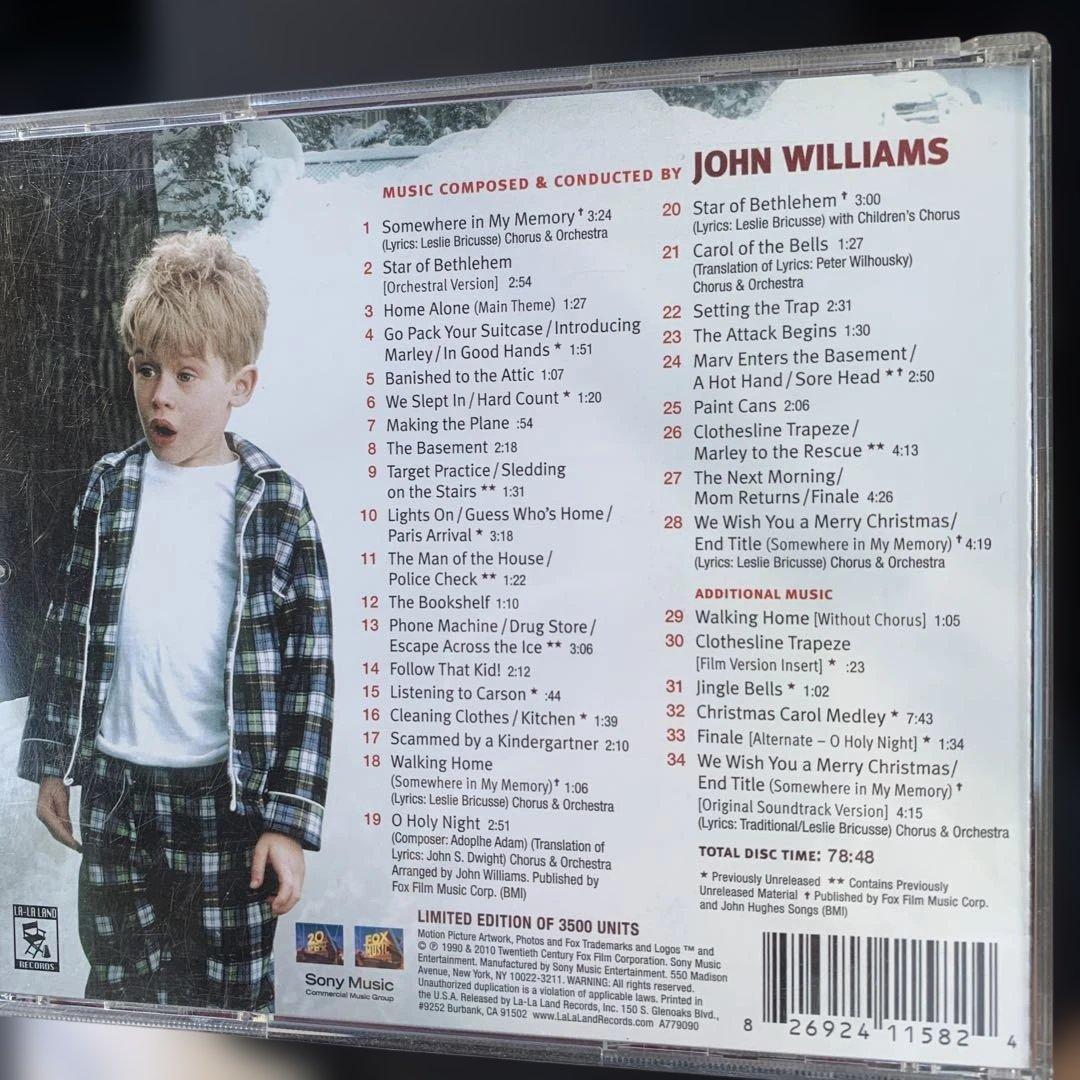 MUSIC COMPOSED & CONDUCTED BY JOHN WILLIAMS
1 Somewhere in My Memory † 3:24
(Lyrics: Leslie Bricusse) Chorus & Orchestra
2 Star of Bethlehem
[Orchestral Version] 2:54
3 Home Alone (Main Theme) 1:27
4 Go Pack Your Suitcase / Introducing
Marley / In Good Hands * 1:51
5 Banished to the Attic 1:07
6 We Slept In / Hard Count * 1:20
7 Making the Plane :54
8 The Basement 2:18
9 Target Practice / Sledding
on the Stairs ** 1:31
10 Lights On / Guess Who's Home /
Paris Arrival * 3:18
11 The Man of the House /
Police Check ** 1:22
12 The Bookshelf 1:10
13 Phone Machine / Drug Store /
Escape Across the Ice ** 3:06
14 Follow That Kid! 2:12
15 Listening to Carson * :44
16 Cleaning Clothes / Kitchen * 1:39
17 Scammed by a Kindergartner 2:10
18 Walking Home
(Somewhere in My Memory) † 1:06
(Lyrics: Leslie Bricusse) Chorus & Orchestra
19 O Holy Night 2:51
(Composer: Adoplhe Adam) (Translation of
Lyrics: John S. Dwight) Chorus & Orchestra
Arranged by John Williams. Published by
Fox Film Music Corp. (BMI)
20 Star of Bethlehem † 3:00
(Lyrics: Leslie Bricusse) with Children's Chorus
21 Carol of the Bells 1:27
(Translation of Lyrics: Peter Wilhousky)
Chorus & Orchestra
22 Setting the Trap 2:31
23 The Attack Begins 1:30
24 Marv Enters the Basement /
A Hot Hand / Sore Head * † 2:50
25 Paint Cans 2:06
26 Clothesline Trapeze /
Marley to the Rescue ** 4:13
27 The Next Morning /
Mom Returns / Finale 4:26
28 We Wish You a Merry Christmas /
End Title (Somewhere in My Memory) † 4:19
(Lyrics: Leslie Bricusse) Chorus & Orchestra
ADDITIONAL MUSIC
29 Walking Home [Without Chorus] 1:05
30 Clothesline Trapeze
[Film Version Insert] * :23
31 Jingle Bells * 1:02
32 Christmas Carol Medley * 7:43
33 Finale [Alternate – O Holy Night] * 1:34
34 We Wish You a Merry Christmas /
End Title (Somewhere in My Memory) †
[Original Soundtrack Version] 4:15
(Lyrics: Traditional/Leslie Bricusse) Chorus & Orchestra
TOTAL DISC TIME: 78:48
* Previously Unreleased ** Contains Previously
Unreleased Material † Published by Fox Film Music Corp.
and John Hughes Songs (BMI)
LA-LA LAND
RECORDS
20
FOX
FOX
MUSIC
Sony Music
Commercial Music Group
LIMITED EDITION OF 3500 UNITS
Motion Picture Artwork, Photos and Fox Trademarks and Logos ™ and
© ℗ 1990 & 2010 Twentieth Century Fox Film Corporation. Sony Music
Entertainment. Manufactured by Sony Music Entertainment. 550 Madison
Avenue, New York, NY 10022-3211. WARNING: All rights reserved.
Unauthorized duplication is a violation of applicable laws. Printed in
the U.S.A. Released by La-La Land Records, Inc. 150 S. Glenoaks Blvd.,
#9252 Burbank, CA 91502 www.LaLaLandRecords.com A779090
8 26924 11582 4